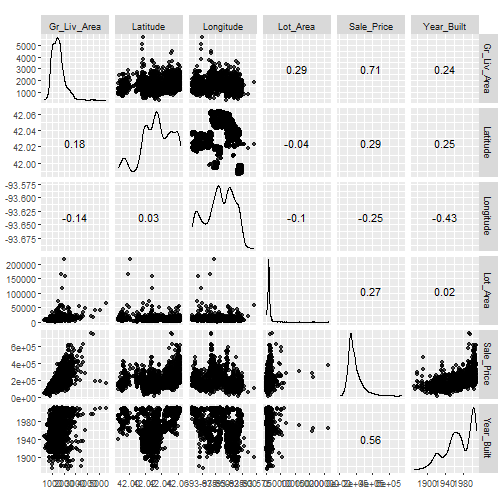 Gr_Liv_Area Latitude Longitude Lot_Area Sale_Price Year_Built
5000
4000
3000
2000
1000
0.29 0.71 0.24
Gr_Liv_Area
42.06
42.04
42.02
42.00
0.18 -0.04 0.29 0.25
Latitude
-93.575
-93.600
-93.625
-93.650
-93.675
-0.14 0.03 -0.1 -0.25 -0.43
Longitude
200000
150000
100000
50000
0
0.27 0.02
Lot_Area
6e+05
4e+05
2e+05
0e+00
Sale_Price
1980
1940
1900
0.56
Year_Built
1900 1940 1980